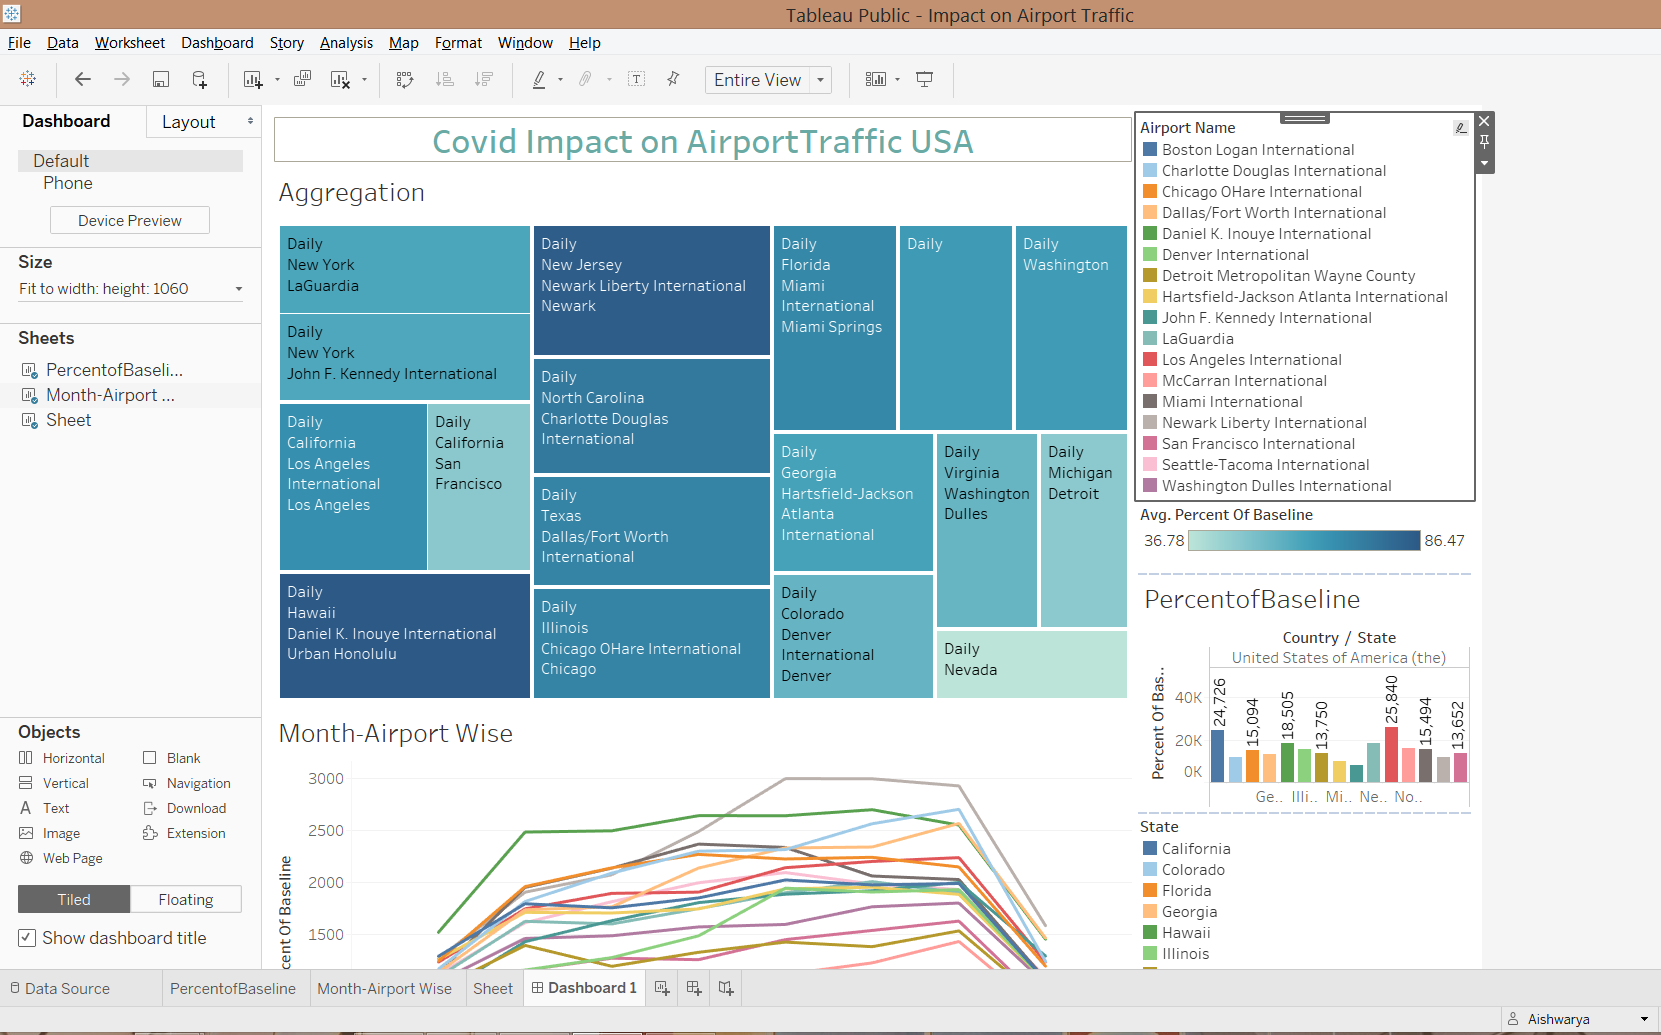 Tableau Public - Impact on Airport Traffic
File Data Worksheet Dashboard Story Analysis Map Format Window Help
Entire View
Dashboard Layout
Default
Phone
Device Preview
Size
Fit to width: height: 1060
Sheets
PercentofBaseli...
Month-Airport ...
Sheet
Objects
Horizontal Blank
Vertical Navigation
Text Download
Image Extension
Web Page
Tiled Floating
Show dashboard title
Covid Impact on AirportTraffic USA
Aggregation
Daily
New York
LaGuardia
Daily
New York
John F. Kennedy International
Daily
California
Los Angeles
International
Los Angeles
Daily
California
San
Francisco
Daily
Hawaii
Daniel K. Inouye International
Urban Honolulu
Daily
New Jersey
Newark Liberty International
Newark
Daily
North Carolina
Charlotte Douglas
International
Daily
Texas
Dallas/Fort Worth
International
Daily
Illinois
Chicago OHare International
Chicago
Daily
Florida
Miami
International
Miami Springs
Daily
Daily
Washington
Daily
Georgia
Hartsfield-Jackson
Atlanta
International
Daily
Virginia
Washington
Dulles
Daily
Michigan
Detroit
Daily
Colorado
Denver
International
Denver
Daily
Nevada
Month-Airport Wise
3000
2500
2000
1500
cent Of Baseline
Airport Name
Boston Logan International
Charlotte Douglas International
Chicago OHare International
Dallas/Fort Worth International
Daniel K. Inouye International
Denver International
Detroit Metropolitan Wayne County
Hartsfield-Jackson Atlanta International
John F. Kennedy International
LaGuardia
Los Angeles International
McCarran International
Miami International
Newark Liberty International
San Francisco International
Seattle-Tacoma International
Washington Dulles International
Avg. Percent Of Baseline
36.78 86.47
PercentofBaseline
Country / State
United States of America (the)
Percent Of Bas..
40K
20K
0K
24,726
15,094
18,505
13,750
25,840
15,494
13,652
Ge.. Illi.. Mi.. Ne.. No..
State
California
Colorado
Florida
Georgia
Hawaii
Illinois
Data Source PercentofBaseline Month-Airport Wise Sheet Dashboard 1
Aishwarya